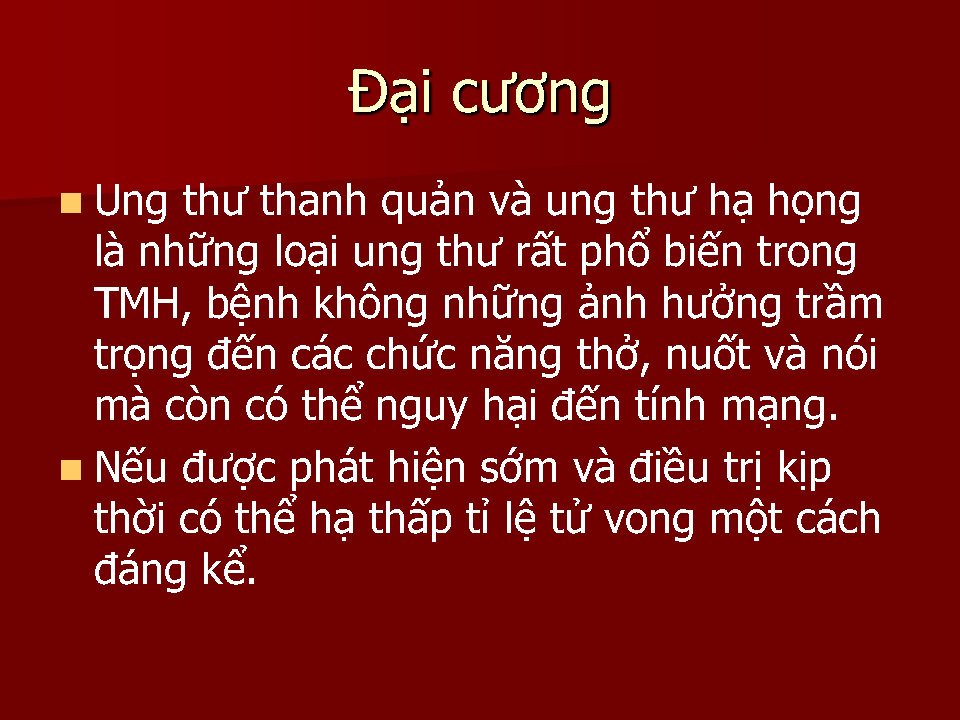 Đại cương
Ung thư thanh quản và ung thư hạ họng
là những loại ung thư rất phổ biến trong
TMH, bệnh không những ảnh hưởng trầm
trọng đến các chức năng thở, nuốt và nói
mà còn có thể nguy hại đến tính mạng.
Nếu được phát hiện sớm và điều trị kịp
thời có thể hạ thấp tỉ lệ tử vong một cách
đáng kể.